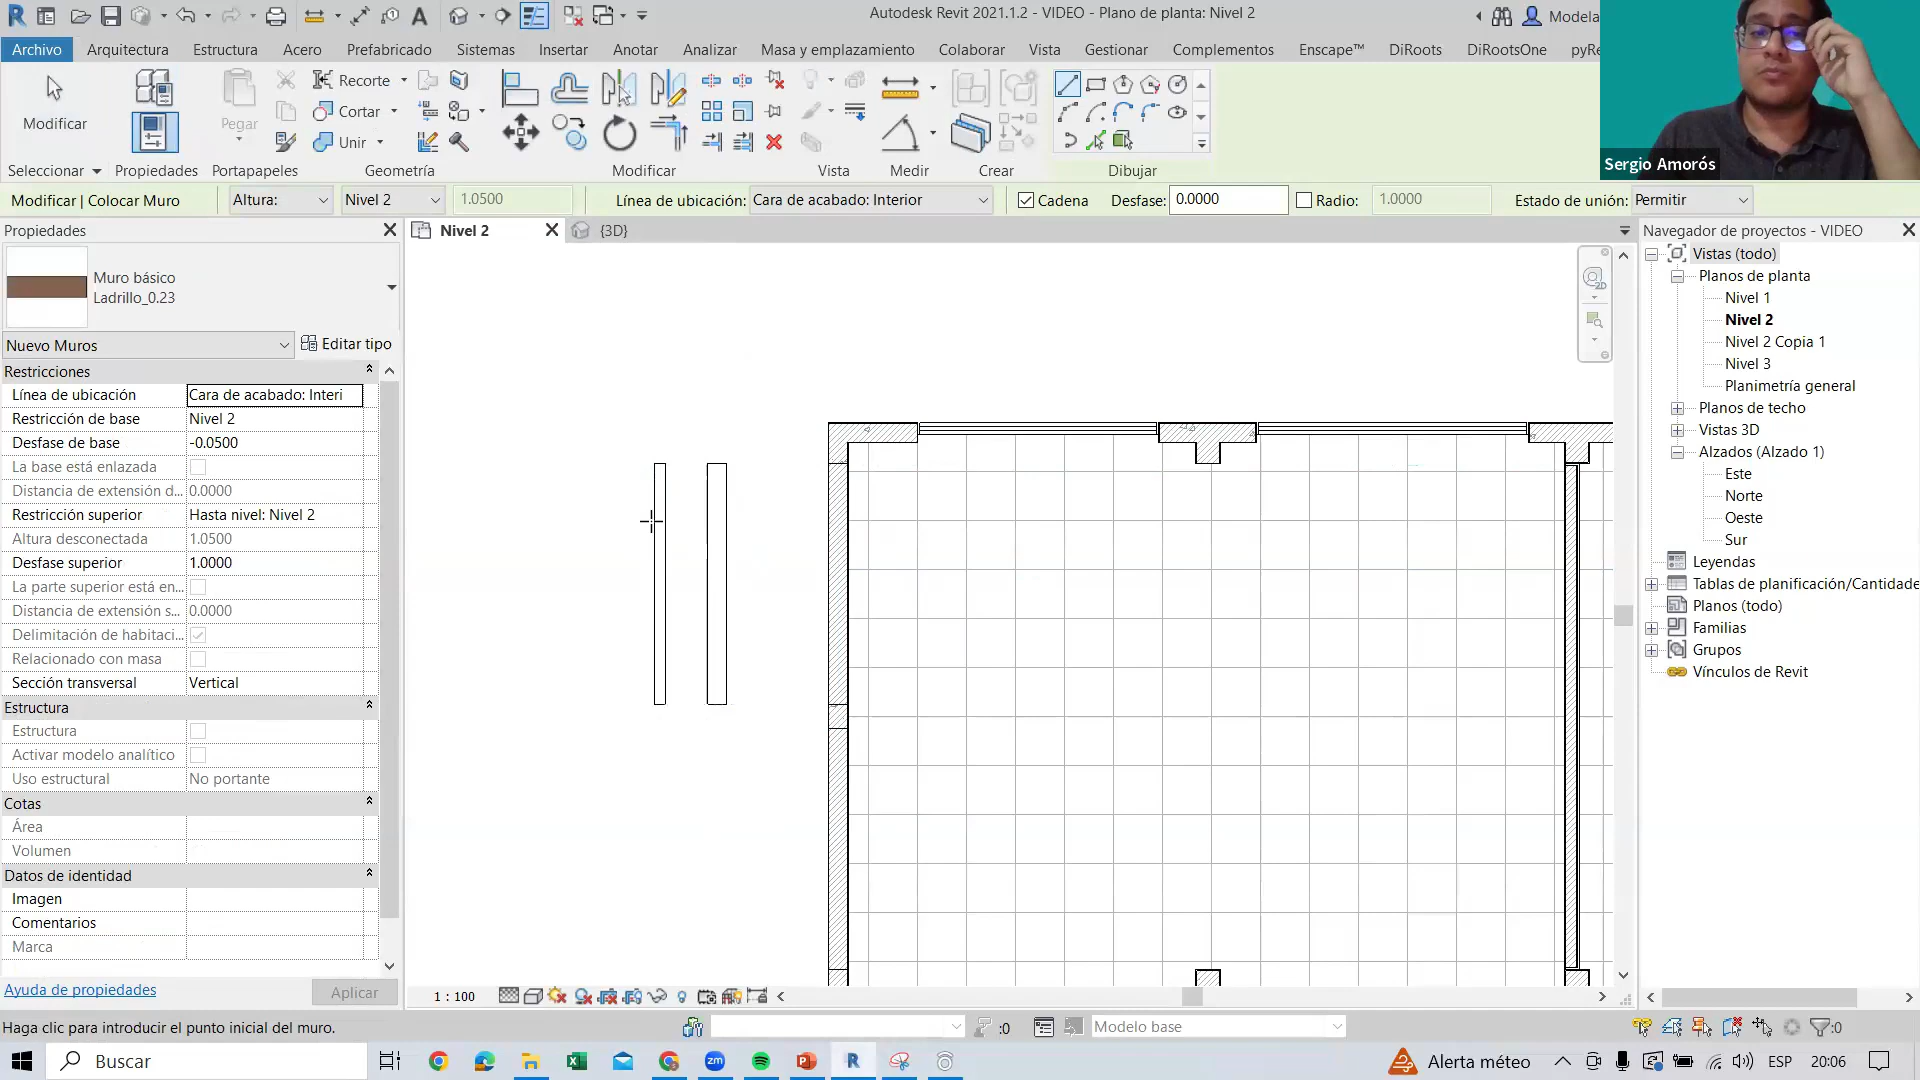 Autodesk Revit 2021.1.2 - VIDEO - Plano de planta: Nivel 2
Modela
Archivo
Arquitectura
Estructura
Acero
Prefabricado
Sistemas
Insertar
Anotar
Analizar
Masa y emplazamiento
Colaborar
Vista
Gestionar
Complementos
Enscape™
DiRoots
DiRootsOne
pyRe
Modificar
Pegar
Recorte
Cortar
Unir
Seleccionar
Propiedades
Portapapeles
Geometría
Modificar
Vista
Medir
Crear
Dibujar
Sergio Amorós
Modificar | Colocar Muro
Altura:
Nivel 2
1.0500
Línea de ubicación:
Cara de acabado: Interior
Cadena
Desfase:
0.0000
Radio:
1.0000
Estado de unión:
Permitir
Propiedades
Nivel 2
{3D}
Navegador de proyectos - VIDEO
Muro básico
Ladrillo_0.23
Nuevo Muros
Editar tipo
Restricciones
Línea de ubicación Cara de acabado: Interi
Restricción de base Nivel 2
Desfase de base -0.0500
La base está enlazada
Distancia de extensión d... 0.0000
Restricción superior Hasta nivel: Nivel 2
Altura desconectada 1.0500
Desfase superior 1.0000
La parte superior está en...
Distancia de extensión s... 0.0000
Delimitación de habitaci...
Relacionado con masa
Sección transversal Vertical
Estructura
Estructura
Activar modelo analítico
Uso estructural No portante
Cotas
Área
Volumen
Datos de identidad
Imagen
Comentarios
Marca
Ayuda de propiedades
Aplicar
Vistas (todo)
Planos de planta
Nivel 1
Nivel 2
Nivel 2 Copia 1
Nivel 3
Planimetría general
Planos de techo
Vistas 3D
Alzados (Alzado 1)
Este
Norte
Oeste
Sur
Leyendas
Tablas de planificación/Cantidade
Planos (todo)
Familias
Grupos
Vínculos de Revit
2D
1 : 100
Haga clic para introducir el punto inicial del muro.
:0
Modelo base
:0
Buscar
zm
Alerta méteo
ESP
20:06